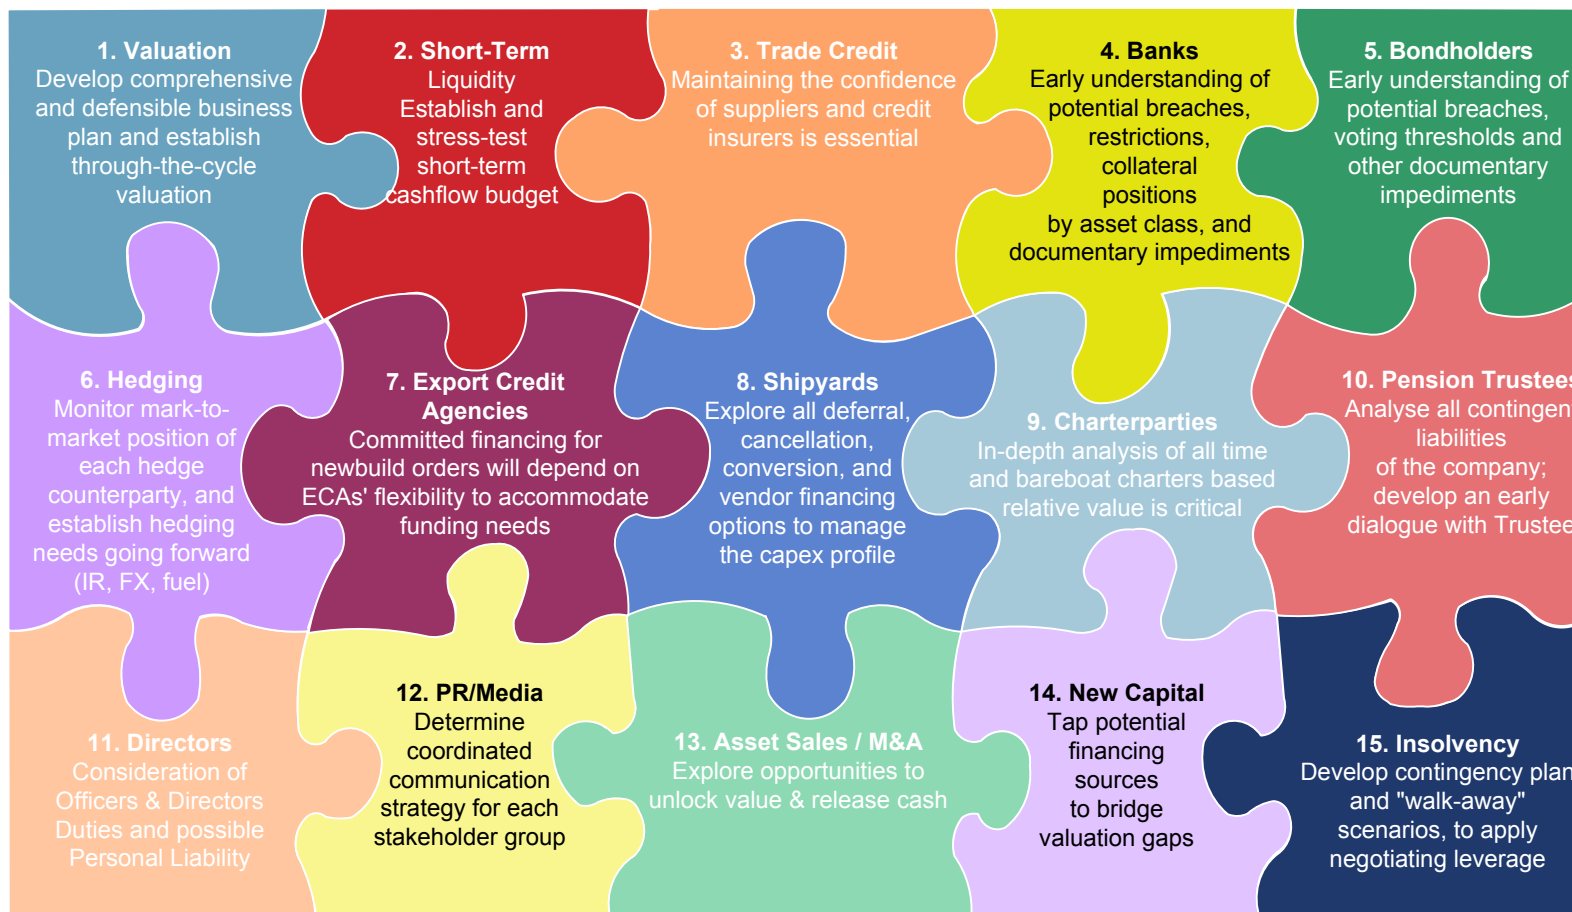 1. Valuation
Develop comprehensive
and defensible business
plan and establish
through-the-cycle
valuation
2. Short-Term
Liquidity
Establish and
stress-test
short-term
cashflow budget
3. Trade Credit
Maintaining the confidence
of suppliers and credit
insurers is essential
4. Banks
Early understanding of
potential breaches,
restrictions,
collateral
positions
by asset class, and
documentary impediments
5. Bondholders
Early understanding of
potential breaches,
voting thresholds and
other documentary
impediments
6. Hedging
Monitor mark-to-
market position of
each hedge
counterparty, and
establish hedging
needs going forward
(IR, FX, fuel)
7. Export Credit
Agencies
Committed financing for
newbuild orders will depend on
ECAs' flexibility to accommodate
funding needs
8. Shipyards
Explore all deferral,
cancellation,
conversion, and
vendor financing
options to manage
the capex profile
9. Charterparties
In-depth analysis of all time
and bareboat charters based
relative value is critical
10. Pension Trustees
Analyse all contingent
liabilities
of the company;
develop an early
dialogue with Trustee
11. Directors
Consideration of
Officers & Directors
Duties and possible
Personal Liability
12. PR/Media
Determine
coordinated
communication
strategy for each
stakeholder group
13. Asset Sales / M&A
Explore opportunities to
unlock value & release cash
14. New Capital
Tap potential
financing
sources
to bridge
valuation gaps
15. Insolvency
Develop contingency plan
and "walk-away"
scenarios, to apply
negotiating leverage